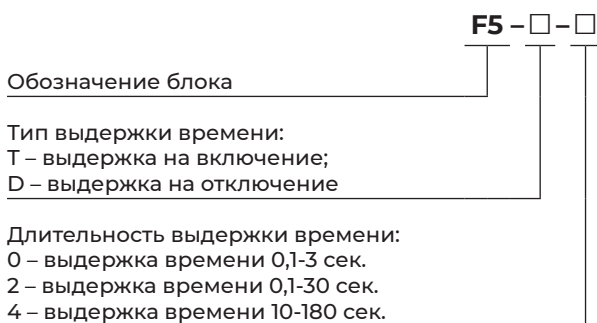 F5 – □ – □
Обозначение блока
Тип выдержки времени:
Т – выдержка на включение;
D – выдержка на отключение
Длительность выдержки времени:
0 – выдержка времени 0,1-3 сек.
2 – выдержка времени 0,1-30 сек.
4 – выдержка времени 10-180 сек.